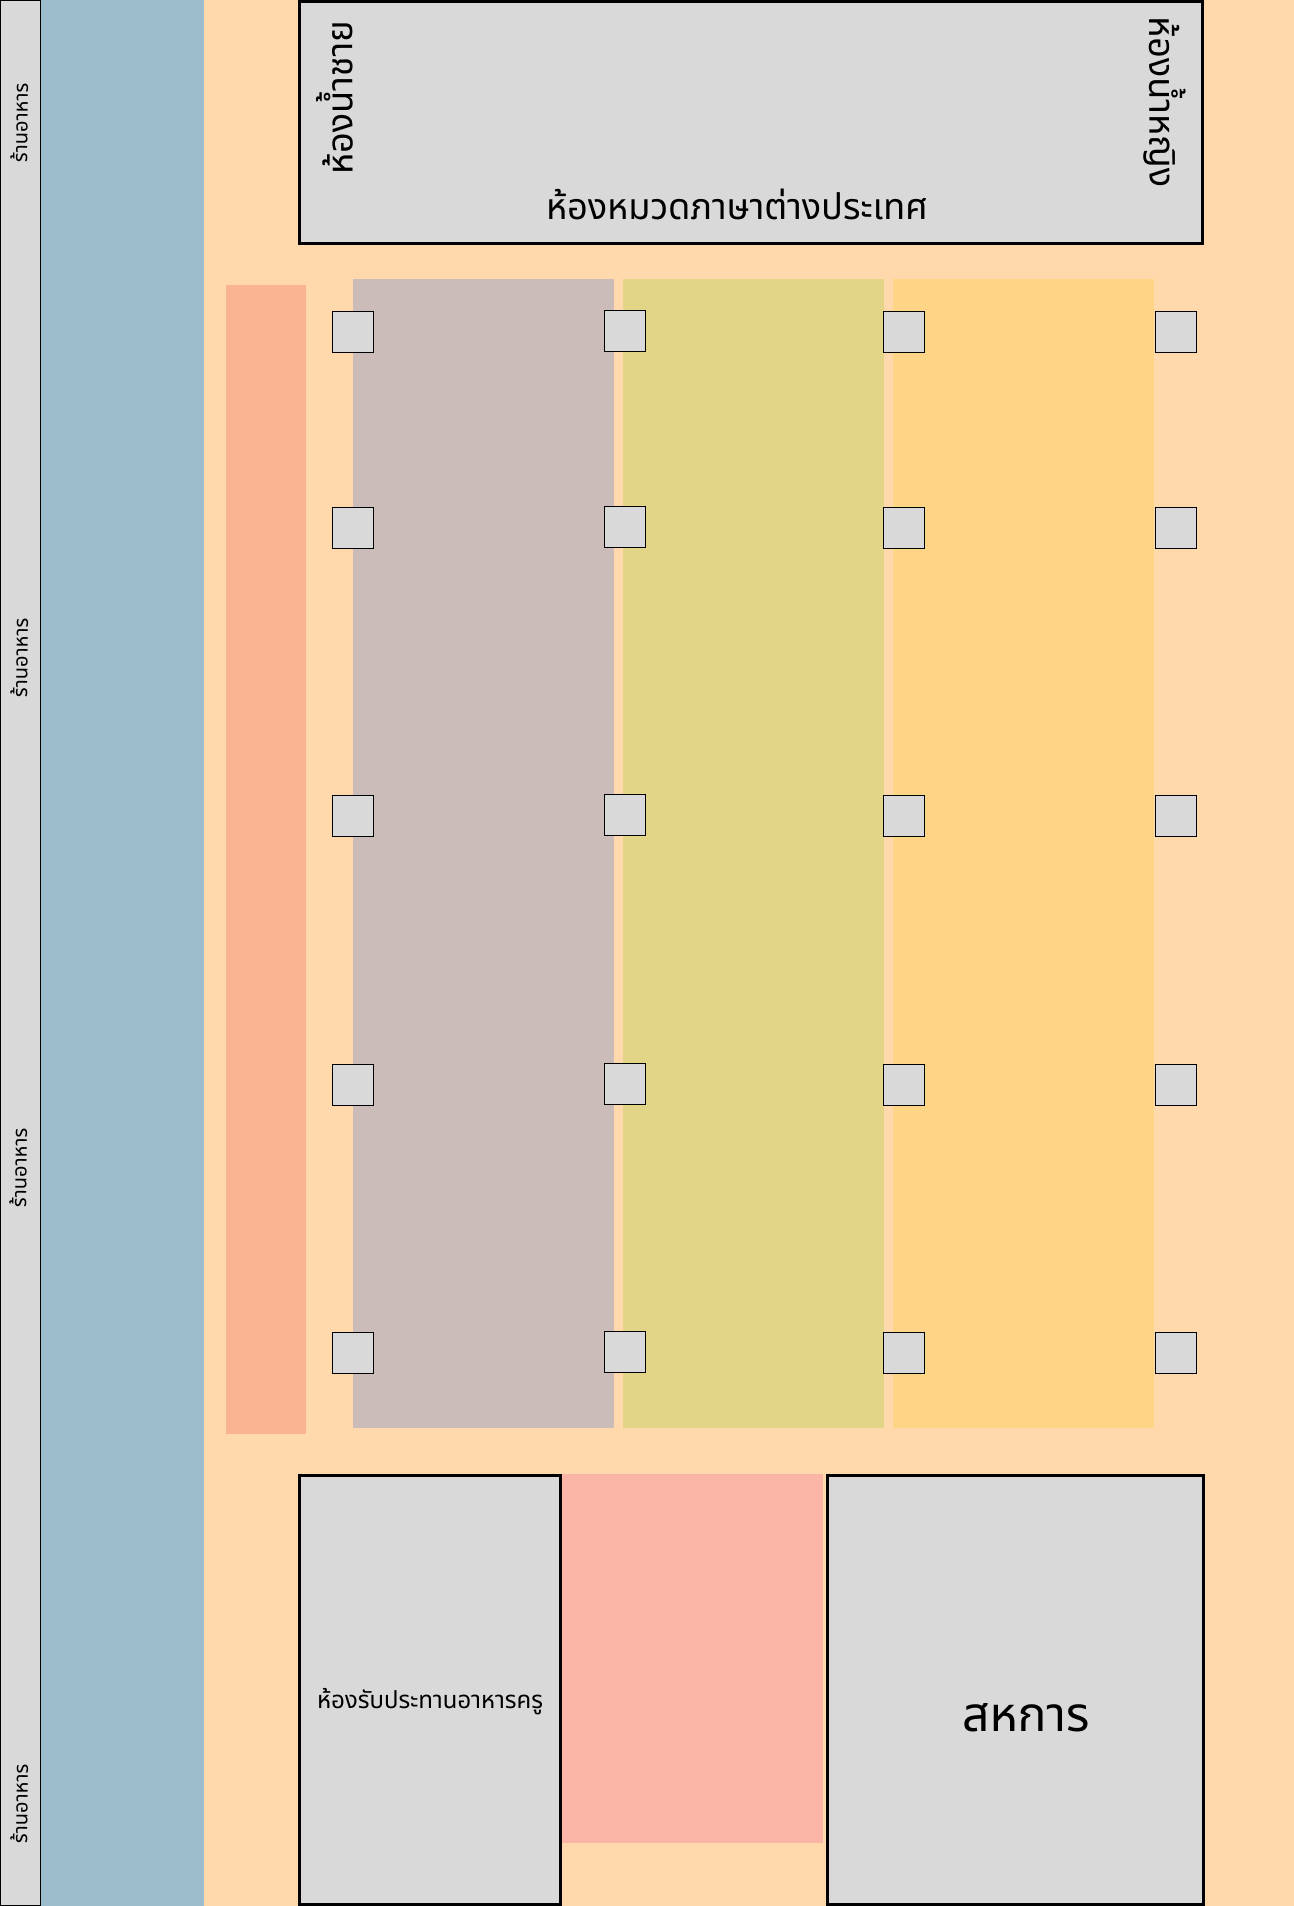 ร้านอาหาร
ห้องน้ำชาย
ห้องน้ำหญิง
ห้องหมวดภาษาต่างประเทศ
ร้านอาหาร
ร้านอาหาร
ห้องรับประทานอาหารครู
สหการ
ร้านอาหาร